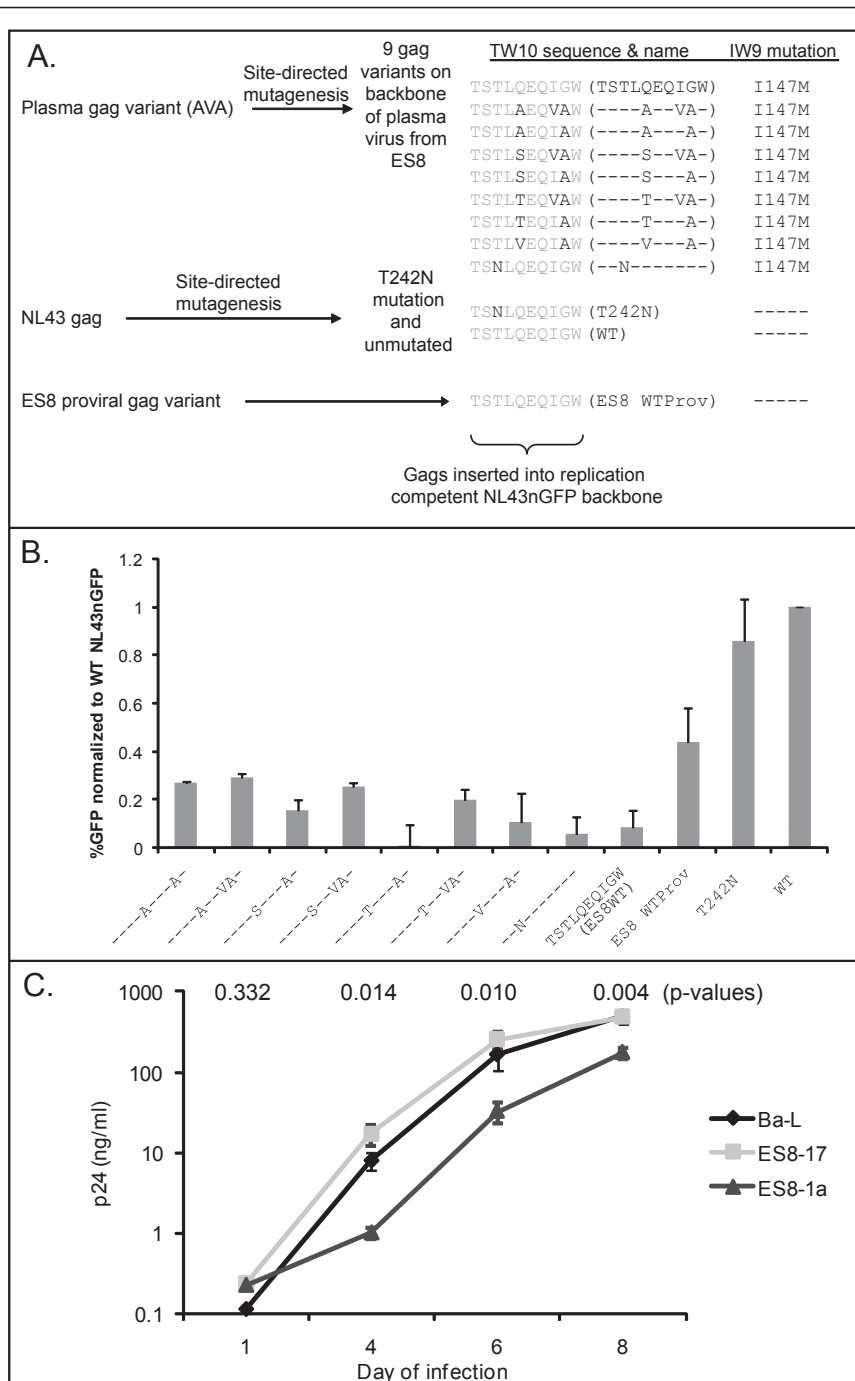 A.
TW10 sequence & name IW9 mutation
Plasma gag variant (AVA)
Site-directed
mutagenesis
9 gag
variants on
backbone
of plasma
virus from
ES8
TSTLQEQIGW (TSTLQEQIGW) I147M
TSTLAEQVAW (----A--VA-) I147M
TSTLAEQIAW (----A---A-) I147M
TSTLSEQVAW (----S--VA-) I147M
TSTLSEQIAW (----S---A-) I147M
TSTLTEQVAW (----T--VA-) I147M
TSTLTEQIAW (----T---A-) I147M
TSTLVEQIAW (----V---A-) I147M
TSNLQEQIGW (--N-------) I147M
NL43 gag
Site-directed
mutagenesis
T242N
mutation
and
unmutated
TSNLQEQIGW (T242N) -----
TSTLQEQIGW (WT) -----
ES8 proviral gag variant
TSTLQEQIGW (ES8 WTProv) -----
Gags inserted into replication
competent NL43nGFP backbone
B.
%GFP normalized to WT NL43nGFP
1.2
1
0.8
0.6
0.4
0.2
0
----A---A-
----A--VA-
----S---A-
----S--VA-
----T---A-
----T--VA-
----V---A-
--N-------
TSTLQEQIGW
(ES8WT)
ES8 WTProv
T242N
WT
C.
0.332 0.014 0.010 0.004 (p-values)
p24 (ng/ml)
1000
100
10
1
0.1
1 4 6 8
Day of infection
Ba-L
ES8-17
ES8-1a